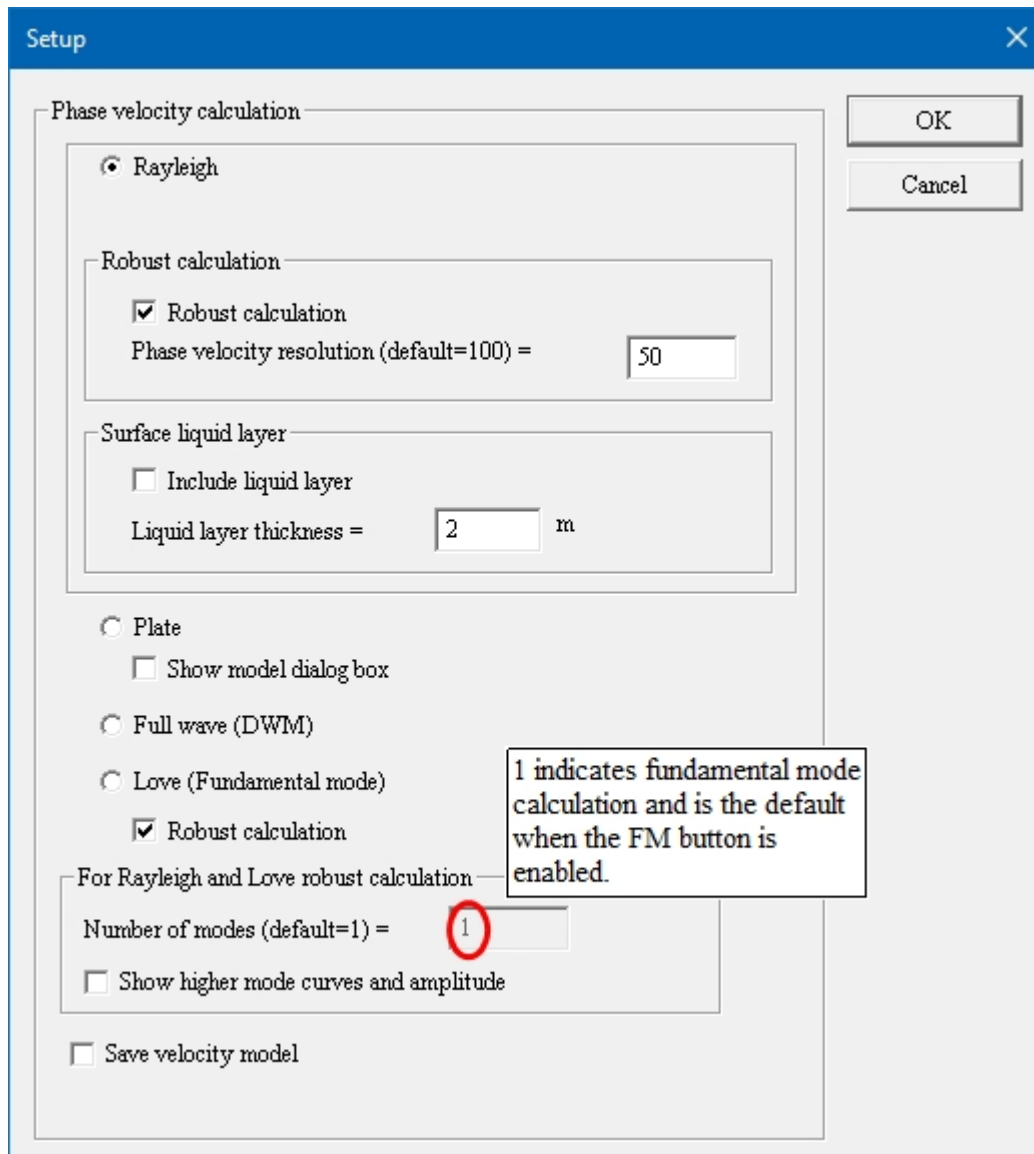 Setup
Phase velocity calculation
OK
Cancel
Rayleigh
Robust calculation
Robust calculation
Phase velocity resolution (default=100) =
50
Surface liquid layer
Include liquid layer
Liquid layer thickness =
2
m
Plate
Show model dialog box
Full wave (DWM)
Love (Fundamental mode)
Robust calculation
1 indicates fundamental mode
calculation and is the default
when the FM button is
enabled.
For Rayleigh and Love robust calculation
Number of modes (default=1) =
1
Show higher mode curves and amplitude
Save velocity model